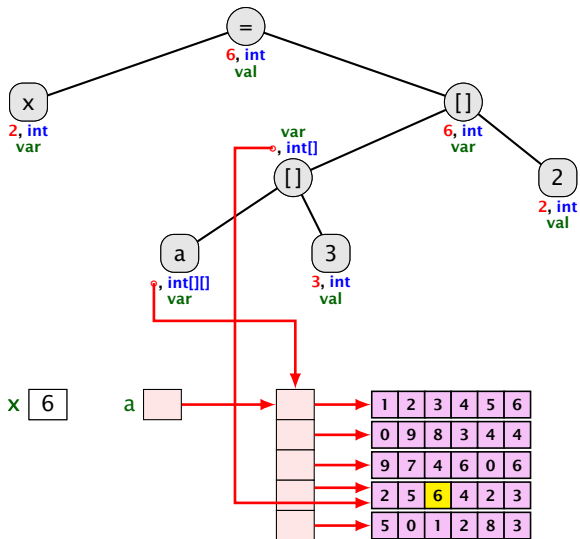 =
6, int
val
x
2, int
var
[]
6, int
var
var
, int[]
[]
2
2, int
val
a
, int[][]
var
3
3, int
val
x 6
a
1 2 3 4 5 6
0 9 8 3 4 4
9 7 4 6 0 6
2 5 6 4 2 3
5 0 1 2 8 3